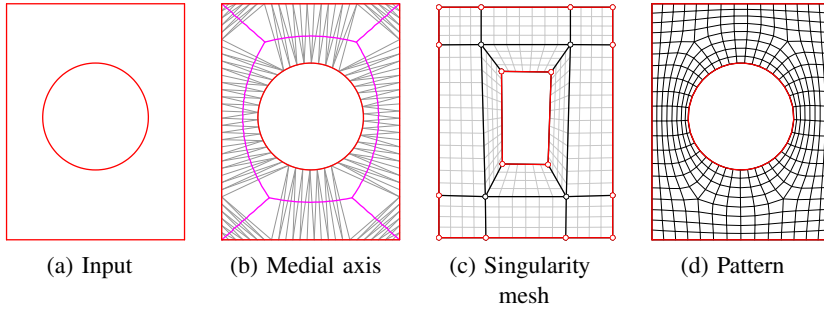 (a) Input
(b) Medial axis
(c) Singularity
mesh
(d) Pattern